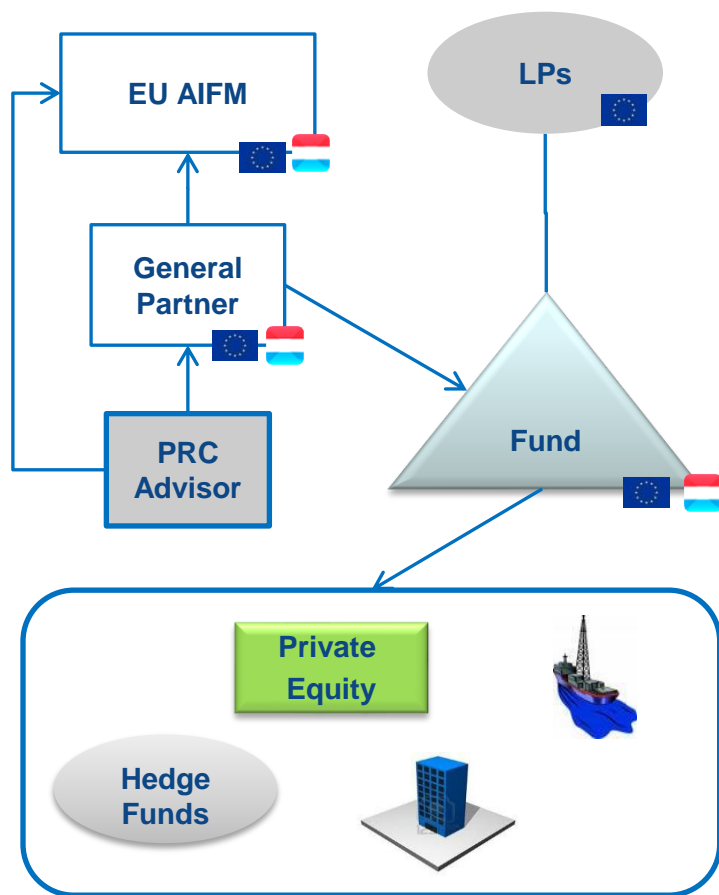 EU AIFM
LPs
General
Partner
PRC
Advisor
Fund
Private
Equity
Hedge
Funds